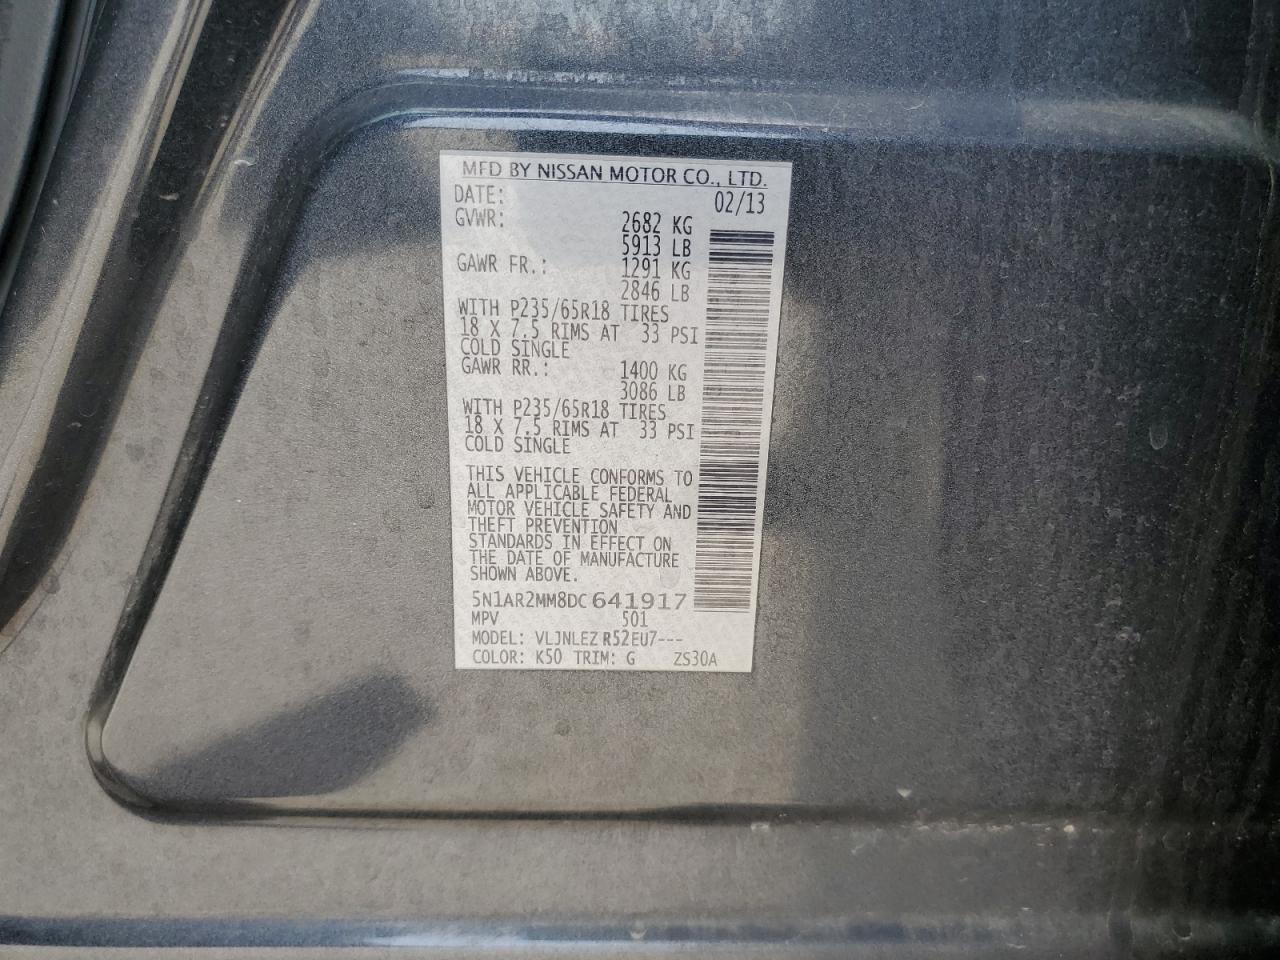 MFD BY NISSAN MOTOR CO., LTD.
DATE: 02/13
GVWR: 2682 KG
5913 LB
GAWR FR.: 1291 KG
2846 LB
WITH P235/65R18 TIRES
18 X 7.5 RIMS AT 33 PSI
COLD SINGLE
GAWR RR.: 1400 KG
3086 LB
WITH P235/65R18 TIRES
18 X 7.5 RIMS AT 33 PSI
COLD SINGLE
THIS VEHICLE CONFORMS TO
ALL APPLICABLE FEDERAL
MOTOR VEHICLE SAFETY AND
THEFT PREVENTION
STANDARDS IN EFFECT ON
THE DATE OF MANUFACTURE
SHOWN ABOVE.
5N1AR2MM8DC641917
MPV 501
MODEL: VLJNLEZ R52EU7---
COLOR: K50 TRIM: G ZS30A